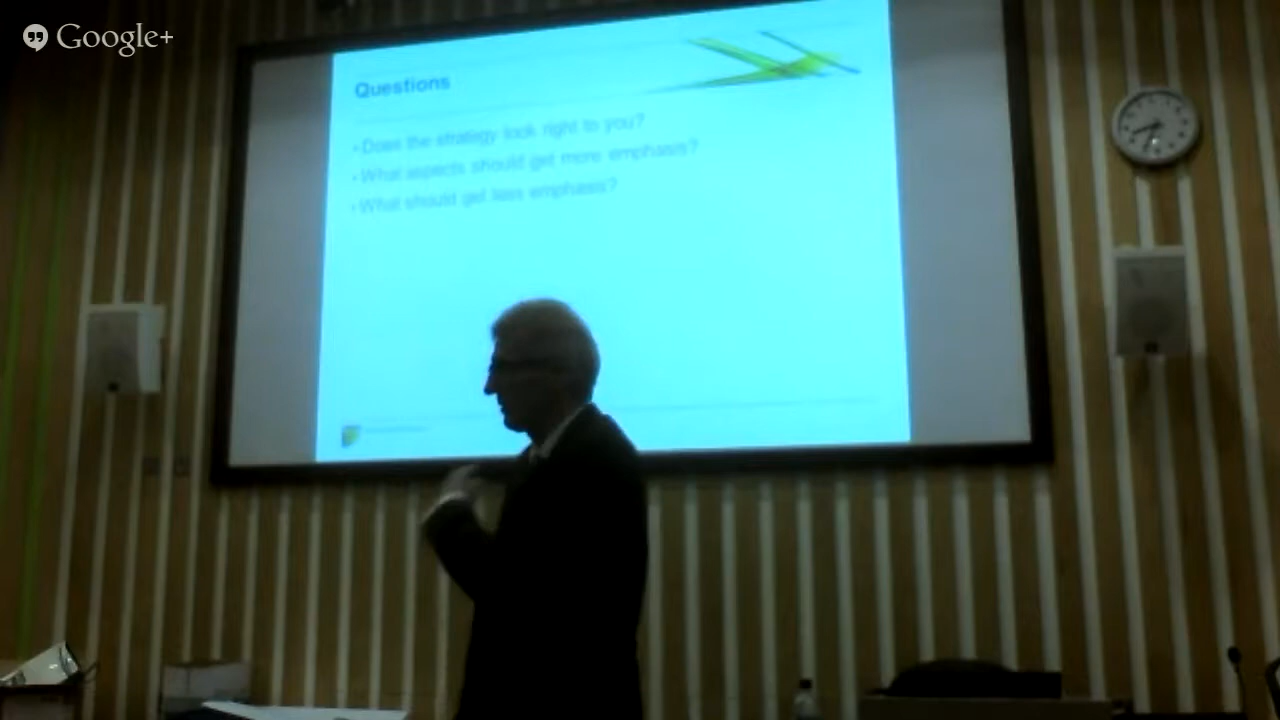 Google+
Questions
• Does the strategy look right to you?
• What aspects should get more emphasis?
• What should get less emphasis?